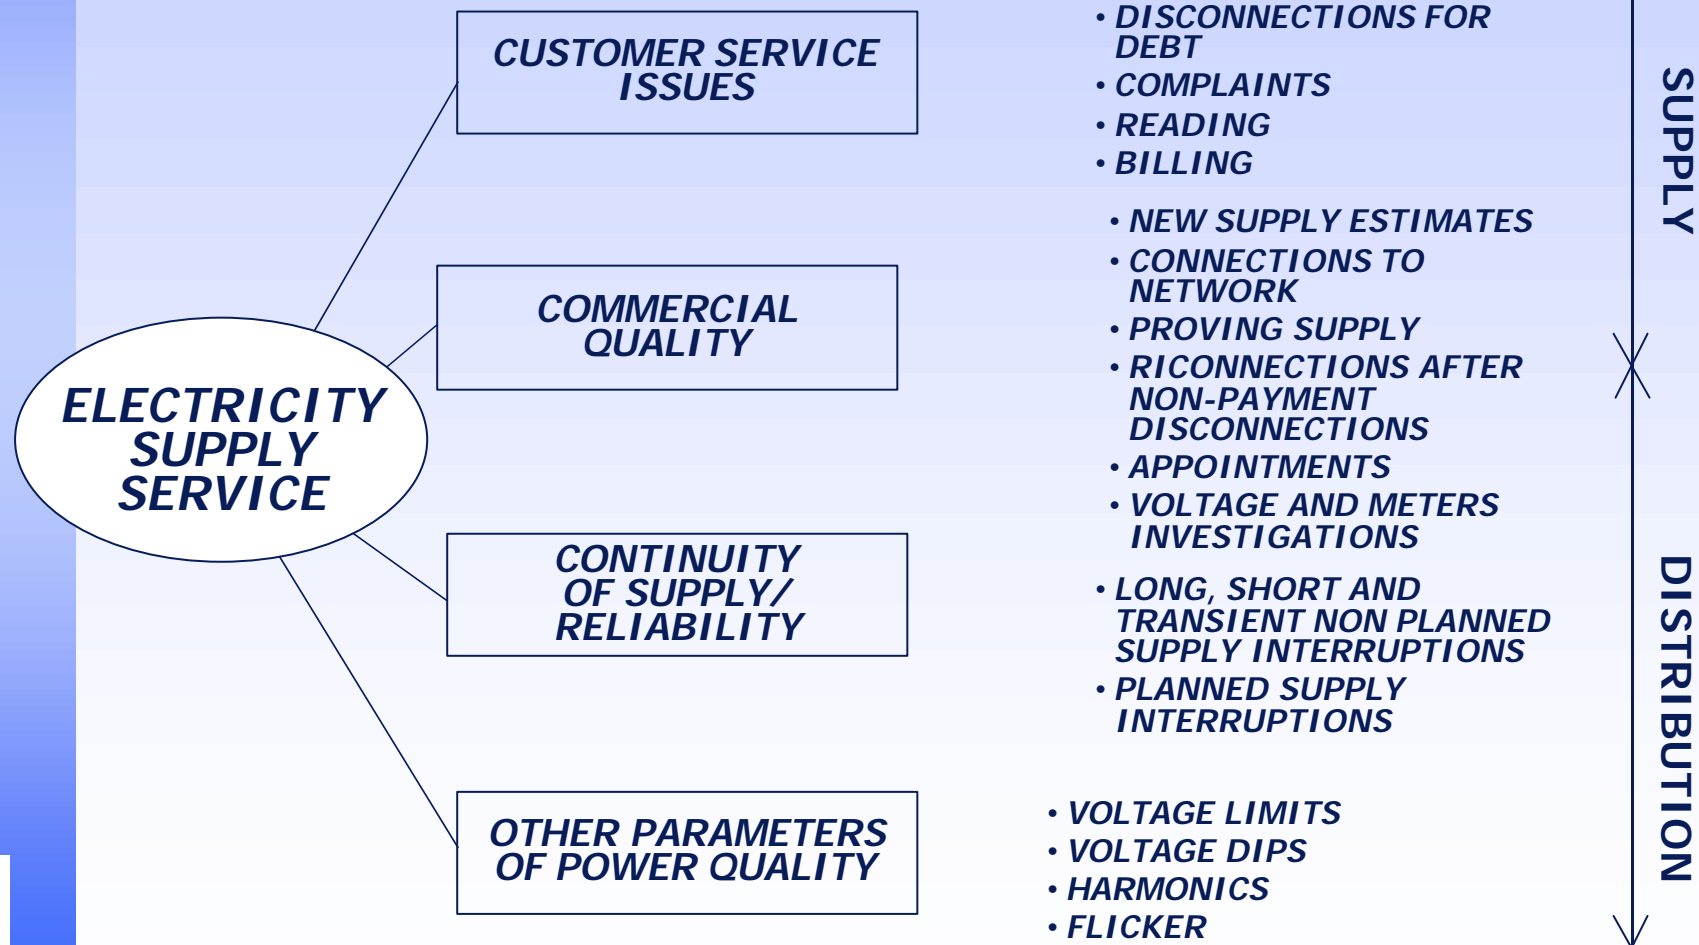 CUSTOMER SERVICE
ISSUES
• DISCONNECTIONS FOR
DEBT
• COMPLAINTS
• READING
• BILLING
SUPPLY
COMMERCIAL
QUALITY
• NEW SUPPLY ESTIMATES
• CONNECTIONS TO
NETWORK
• PROVING SUPPLY
• RICONNECTIONS AFTER
NON-PAYMENT
DISCONNECTIONS
• APPOINTMENTS
• VOLTAGE AND METERS
INVESTIGATIONS
ELECTRICITY
SUPPLY
SERVICE
CONTINUITY
OF SUPPLY/
RELIABILITY
• LONG, SHORT AND
TRANSIENT NON PLANNED
SUPPLY INTERRUPTIONS
• PLANNED SUPPLY
INTERRUPTIONS
DISTRIBUTION
OTHER PARAMETERS
OF POWER QUALITY
• VOLTAGE LIMITS
• VOLTAGE DIPS
• HARMONICS
• FLICKER